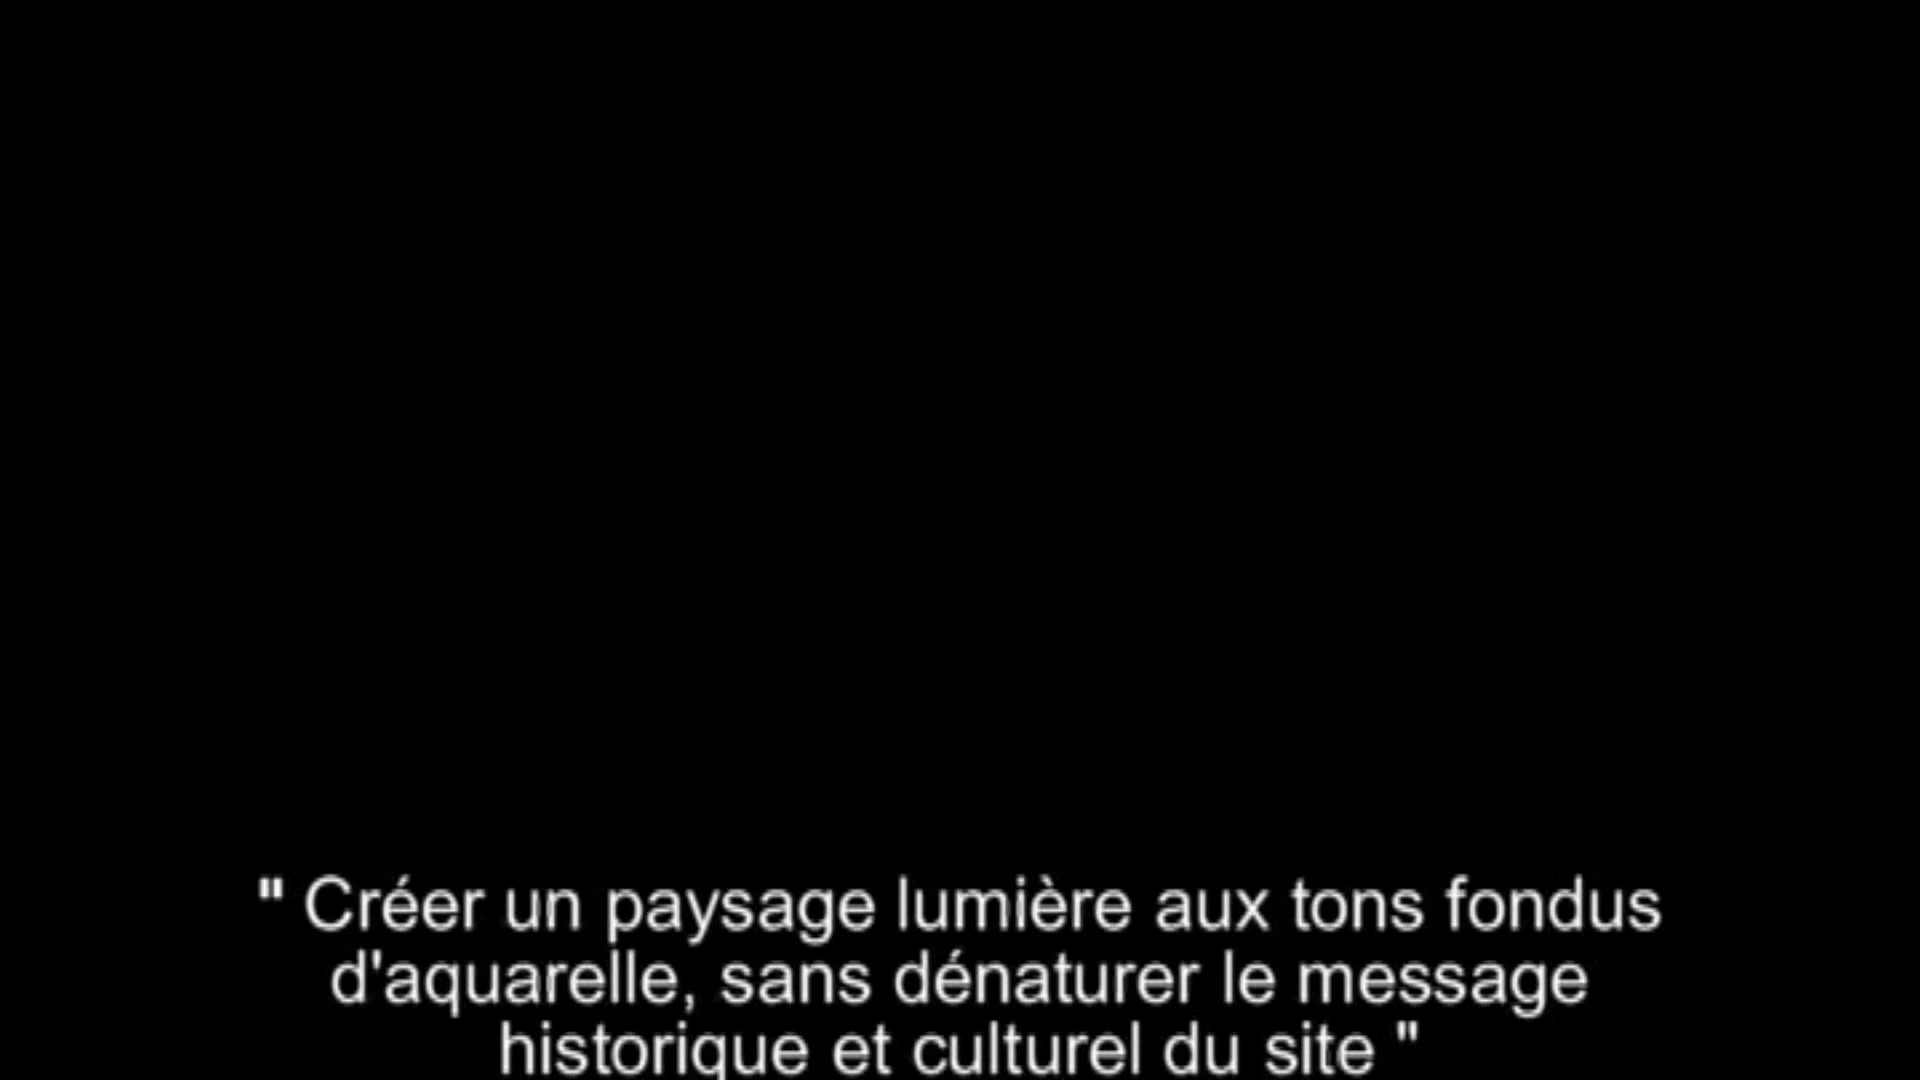 " Créer un paysage lumière aux tons fondus
d'aquarelle, sans dénaturer le message
historique et culturel du site "